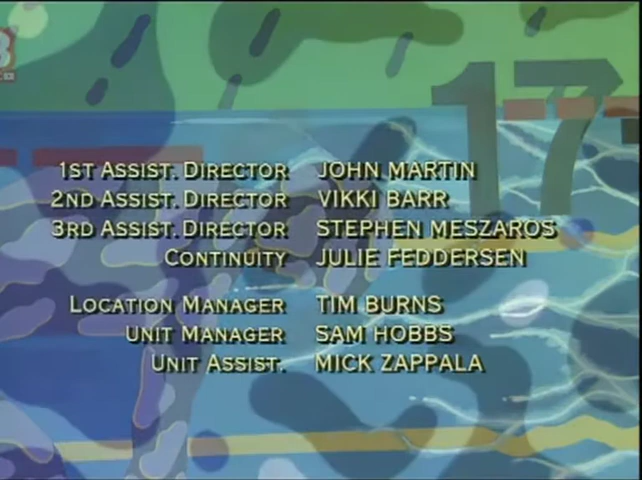 17
1ST ASSIST. DIRECTOR JOHN MARTIN
2ND ASSIST. DIRECTOR VIKKI BARR
3RD ASSIST. DIRECTOR STEPHEN MESZAROS
CONTINUITY JULIE FEDDERSEN
LOCATION MANAGER TIM BURNS
UNIT MANAGER SAM HOBBS
UNIT ASSIST. MICK ZAPPALA